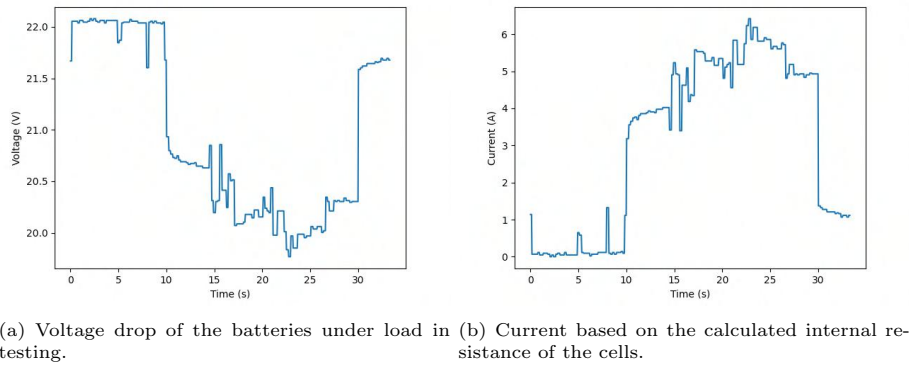 22.0
21.5
21.0
20.5
20.0
Voltage (V)
0 5 10 15 20 25 30
Time (s)
6
5
4
3
2
1
0
Current (A)
0 5 10 15 20 25 30
Time (s)
(a) Voltage drop of the batteries under load in
testing.
(b) Current based on the calculated internal re-
sistance of the cells.